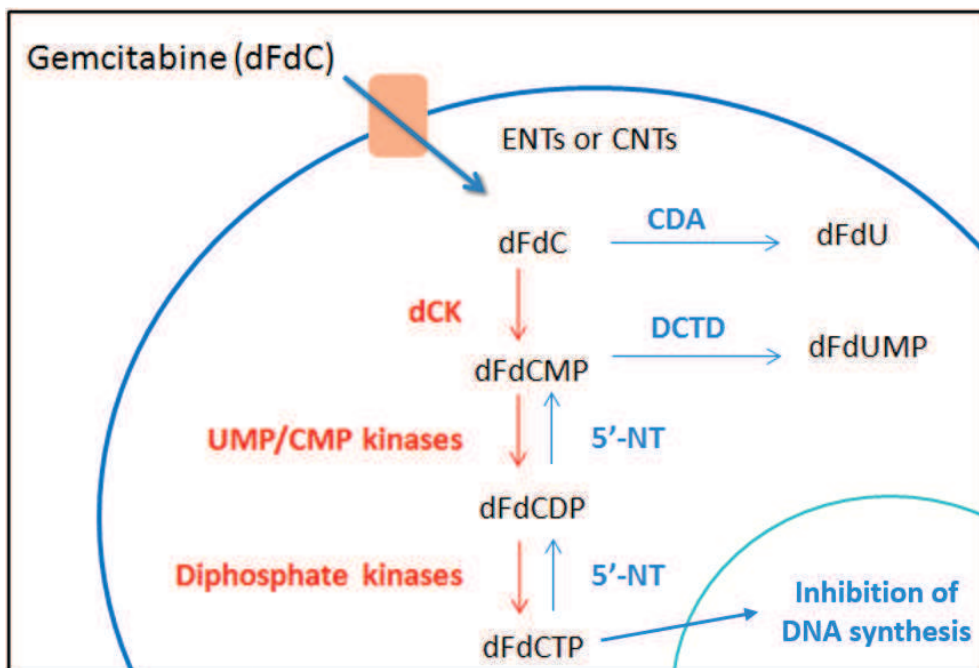 Gemcitabine (dFdC)
ENTs or CNTs
dFdC
CDA
dFdU
dCK
dFdCMP
DCTD
dFdUMP
UMP/CMP kinases
5’-NT
dFdCDP
Diphosphate kinases
5’-NT
dFdCTP
Inhibition of
DNA synthesis